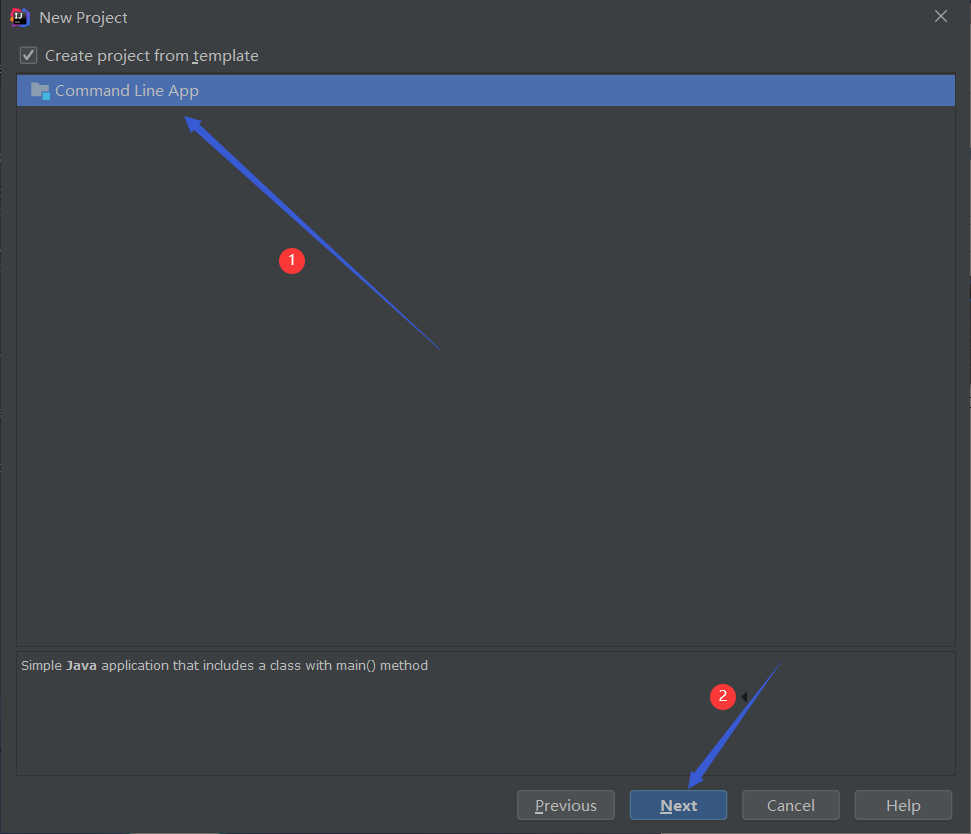 New Project
Create project from template
Command Line App
1
Simple Java application that includes a class with main() method
2
Previous Next Cancel Help